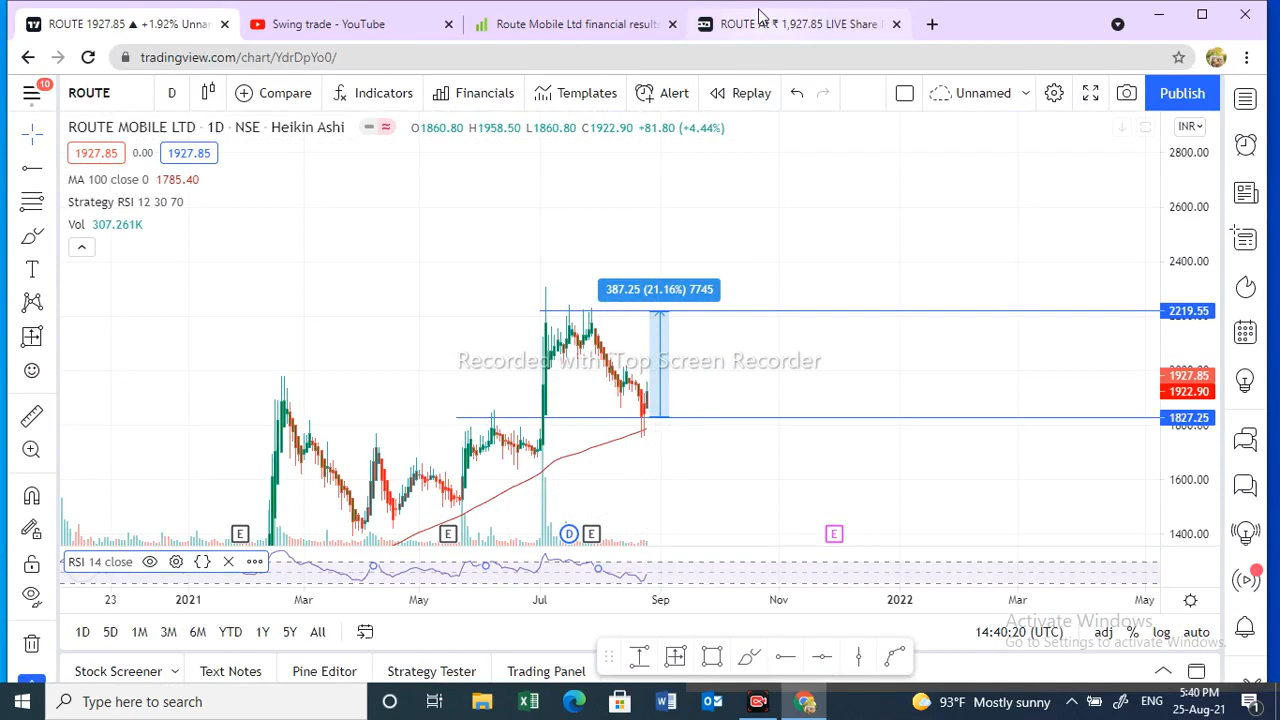 ROUTE 1927.85 ▲ +1.92% Unnar
Swing trade - YouTube
Route Mobile Ltd financial results
ROUTE At ₹ 1,927.85 LIVE Share
tradingview.com/chart/YdrDpYo0/
10
ROUTE
D
Compare
Indicators
Financials
Templates
Alert
Replay
Unnamed
Publish
ROUTE MOBILE LTD · 1D · NSE · Heikin Ashi
O1860.80 H1958.50 L1860.80 C1922.90 +81.80 (+4.44%)
INR
1927.85 0.00 1927.85
MA 100 close 0 1785.40
Strategy RSI 12 30 70
Vol 307.261K
2800.00
2600.00
2400.00
387.25 (21.16%) 7745
2219.55
Recorded with iTop Screen Recorder
1927.85
1922.90
1827.25
1600.00
1400.00
E
E
D
E
E
RSI 14 close
23 2021 Mar May Jul Sep Nov 2022 Mar May
Activate Windows
Go to Settings to activate Windows.
1D 5D 1M 3M 6M YTD 1Y 5Y All
14:40:20 (UTC) adj % log auto
Stock Screener
Text Notes
Pine Editor
Strategy Tester
Trading Panel
Type here to search
93°F Mostly sunny
ENG
5:40 PM
25-Aug-21
1